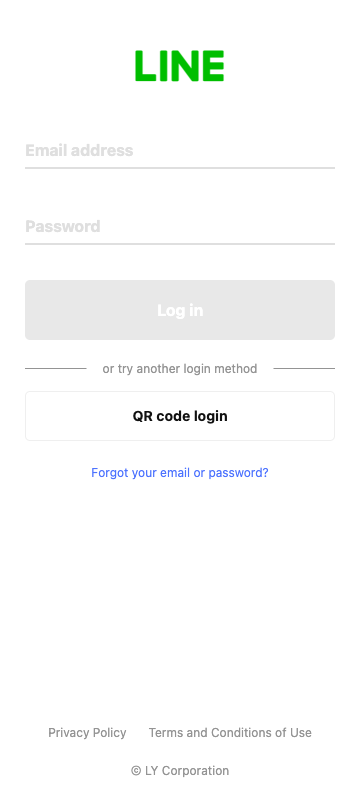 LINE
Email address
Password
Log in
or try another login method
QR code login
Forgot your email or password?
Privacy Policy Terms and Conditions of Use
© LY Corporation